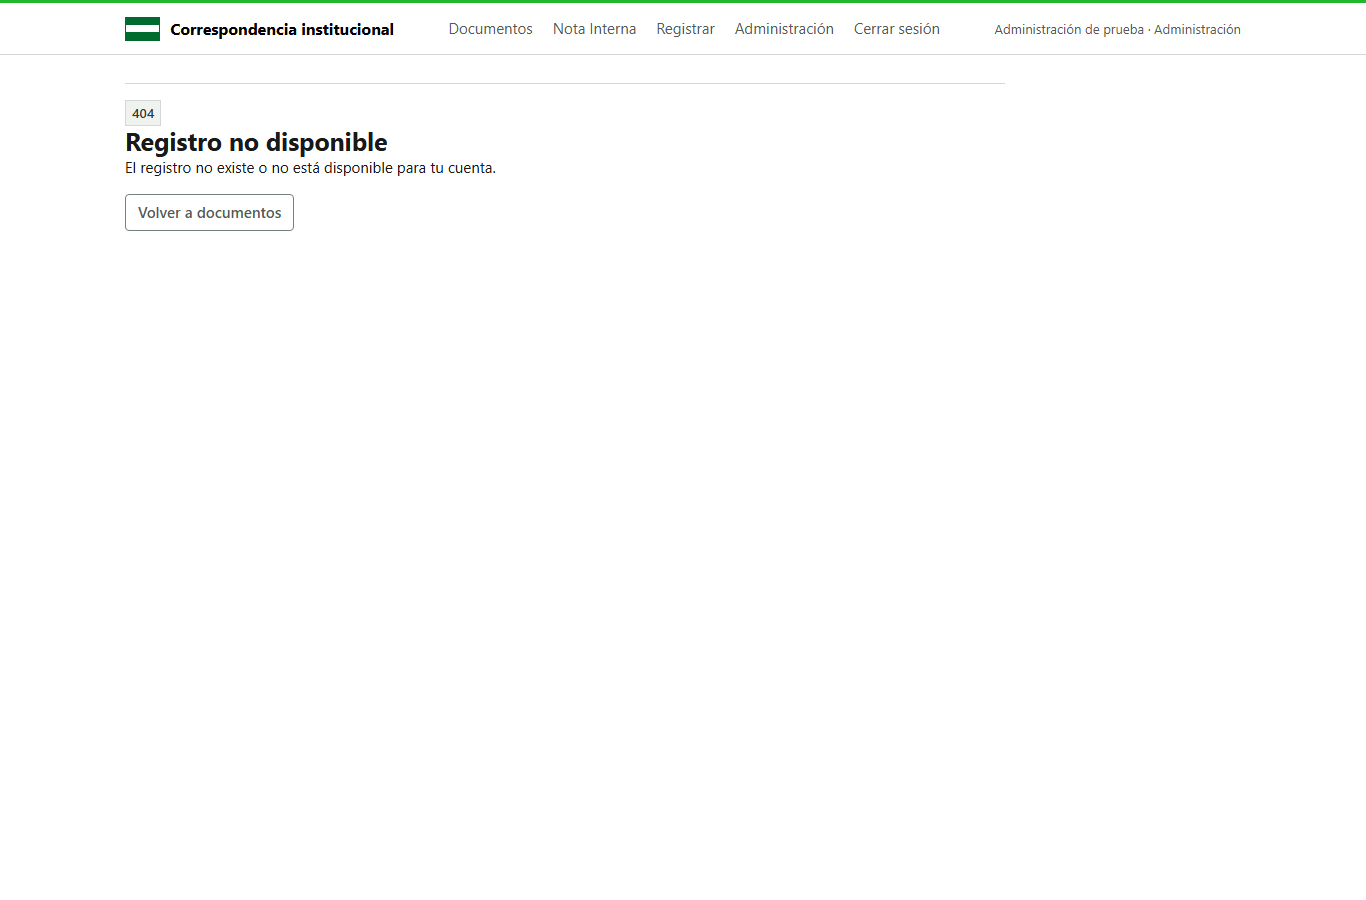 Correspondencia institucional
Documentos Nota Interna Registrar Administración Cerrar sesión
Administración de prueba · Administración
404
Registro no disponible
El registro no existe o no está disponible para tu cuenta.
Volver a documentos